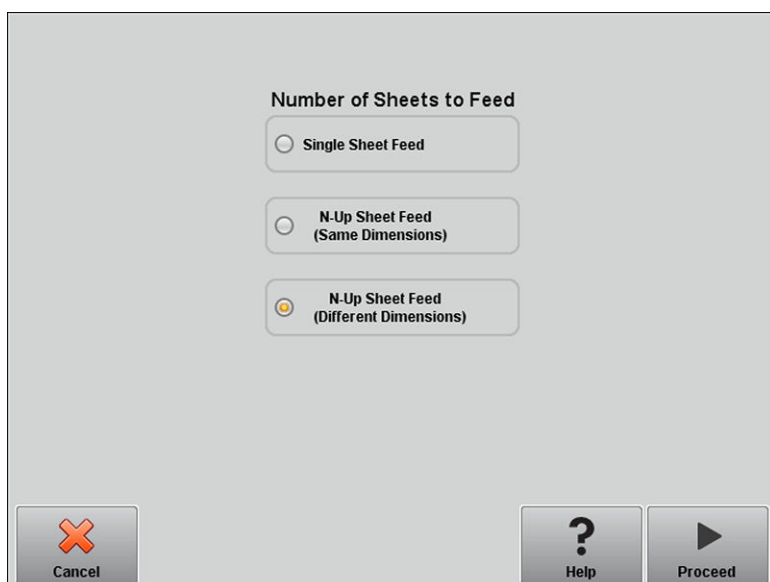 Number of Sheets to Feed
Single Sheet Feed
N-Up Sheet Feed
(Same Dimensions)
N-Up Sheet Feed
(Different Dimensions)
Cancel
?
Help
Proceed